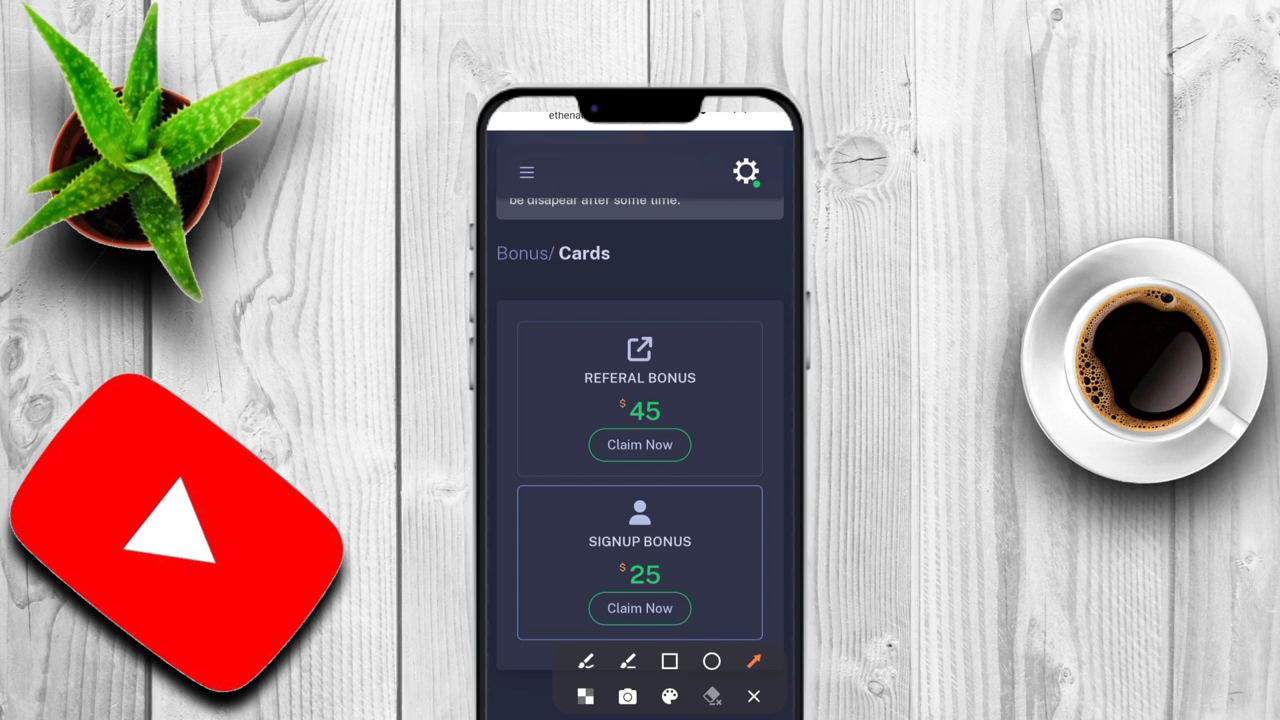 be disapear after some time.
Bonus/ Cards
REFERAL BONUS
$ 45
Claim Now
SIGNUP BONUS
$ 25
Claim Now